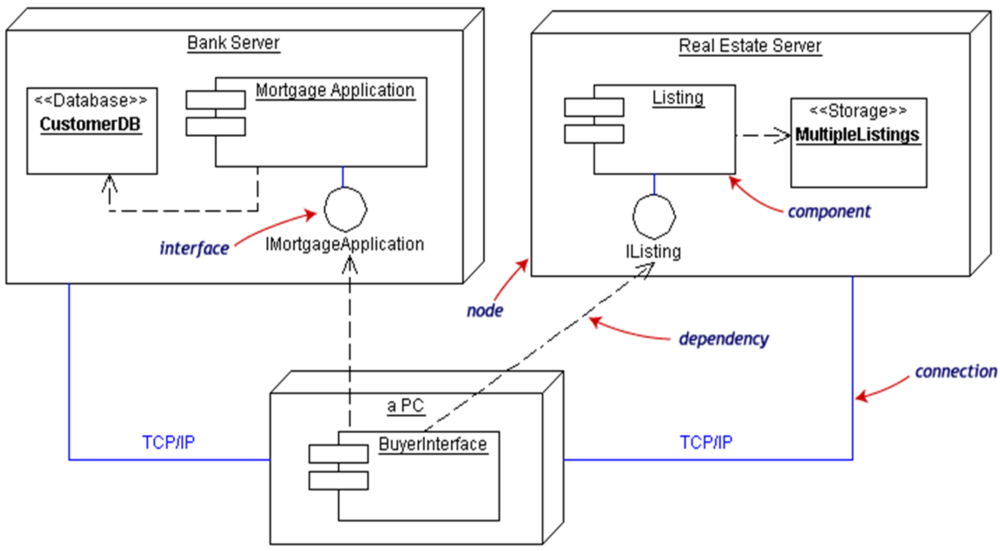 Bank Server
<<Database>>
CustomerDB
Mortgage Application
interface
IMortgageApplication
Real Estate Server
Listing
<<Storage>>
MultipleListings
component
IListing
node
dependency
connection
a PC
BuyerInterface
TCP/IP
TCP/IP